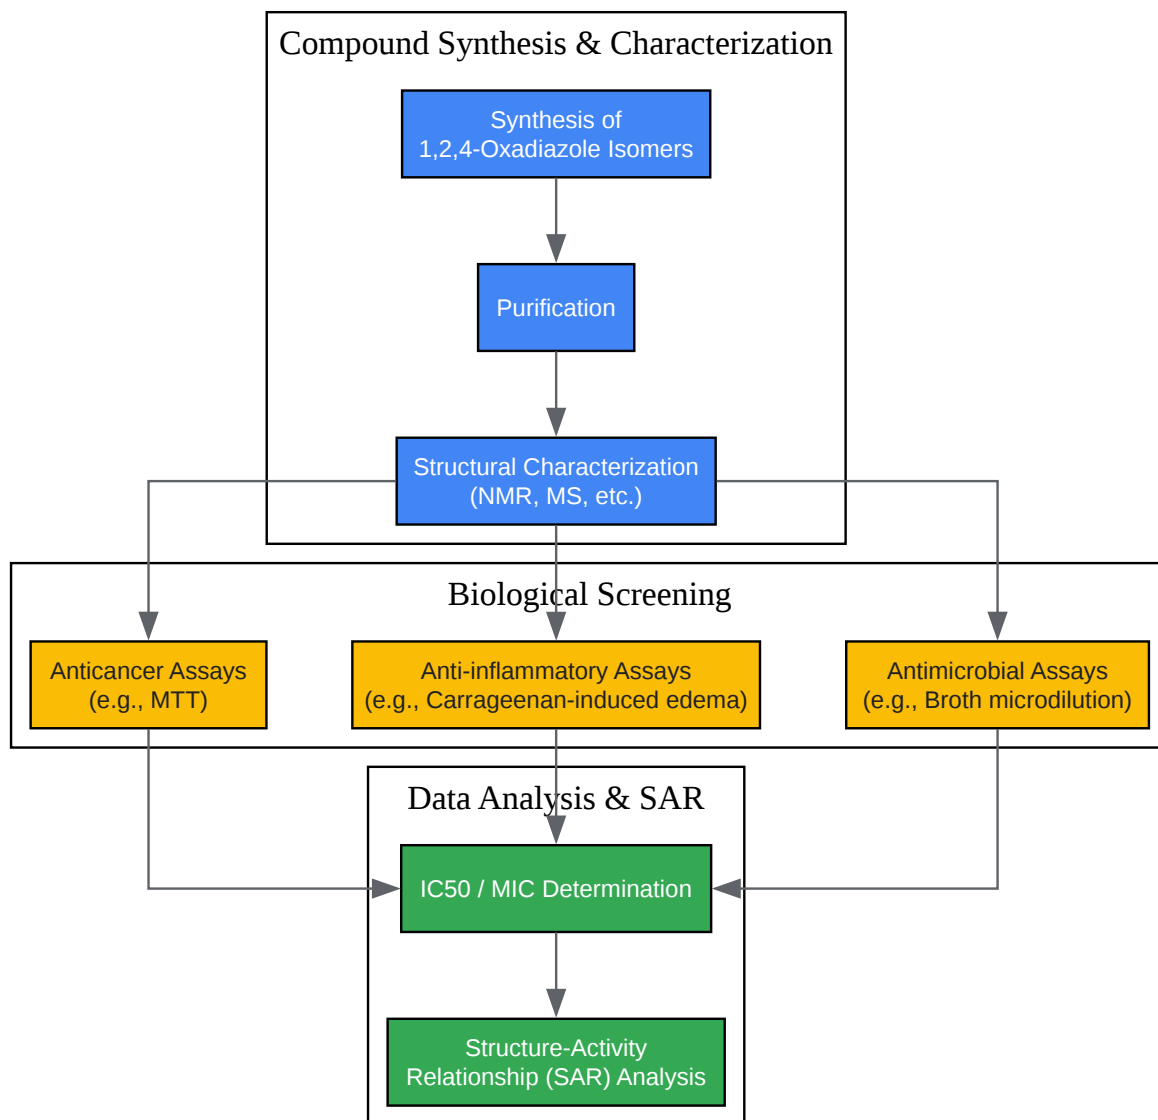 Compound Synthesis & Characterization
Synthesis of
1,2,4-Oxadiazole Isomers
Purification
Structural Characterization
(NMR, MS, etc.)
Biological Screening
Anticancer Assays
(e.g., MTT)
Anti-inflammatory Assays
(e.g., Carrageenan-induced edema)
Antimicrobial Assays
(e.g., Broth microdilution)
Data Analysis & SAR
IC50 / MIC Determination
Structure-Activity
Relationship (SAR) Analysis